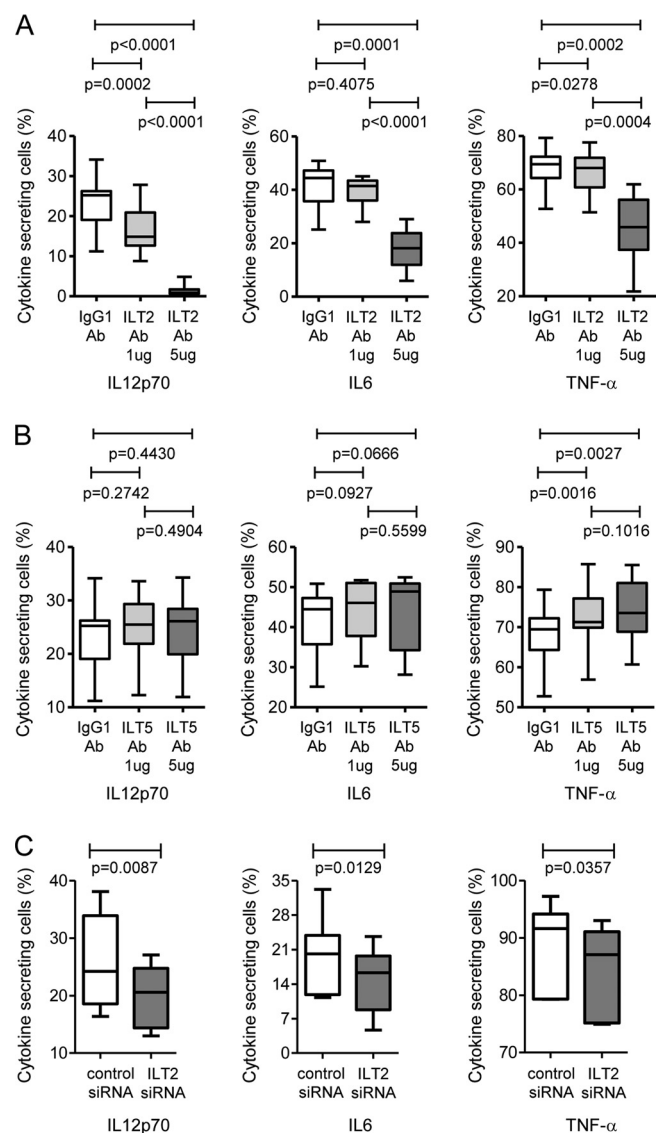 A
p<0.0001
p=0.0002
p<0.0001
Cytokine secreting cells (%)
40
30
20
10
0
IgG1 Ab
ILT2 Ab 1ug
ILT2 Ab 5ug
IL12p70
p=0.0001
p=0.4075
p<0.0001
Cytokine secreting cells (%)
60
40
20
0
IgG1 Ab
ILT2 Ab 1ug
ILT2 Ab 5ug
IL6
p=0.0002
p=0.0278
p=0.0004
Cytokine secreting cells (%)
80
60
40
20
IgG1 Ab
ILT2 Ab 1ug
ILT2 Ab 5ug
TNF-α
B
p=0.4430
p=0.2742
p=0.4904
Cytokine secreting cells (%)
40
30
20
10
IgG1 Ab
ILT5 Ab 1ug
ILT5 Ab 5ug
IL12p70
p=0.0666
p=0.0927
p=0.5599
Cytokine secreting cells (%)
60
50
40
30
20
IgG1 Ab
ILT5 Ab 1ug
ILT5 Ab 5ug
IL6
p=0.0027
p=0.0016
p=0.1016
Cytokine secreting cells (%)
90
80
70
60
50
IgG1 Ab
ILT5 Ab 1ug
ILT5 Ab 5ug
TNF-α
C
p=0.0087
Cytokine secreting cells (%)
40
30
20
10
control siRNA
ILT2 siRNA
IL12p70
p=0.0129
Cytokine secreting cells (%)
35
28
21
14
7
0
control siRNA
ILT2 siRNA
IL6
p=0.0357
Cytokine secreting cells (%)
100
90
80
70
control siRNA
ILT2 siRNA
TNF-α